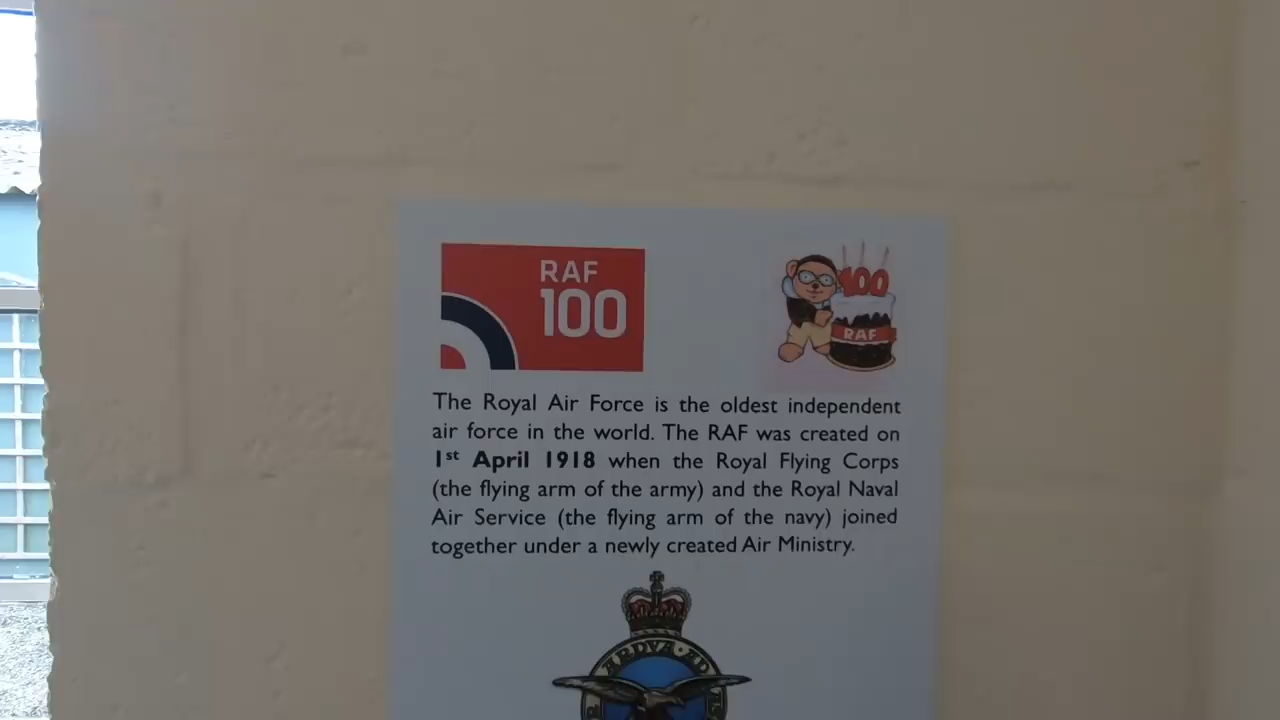 RAF
100
100
RAF
The Royal Air Force is the oldest independent
air force in the world. The RAF was created on
1st April 1918 when the Royal Flying Corps
(the flying arm of the army) and the Royal Naval
Air Service (the flying arm of the navy) joined
together under a newly created Air Ministry.
ARDVA · AD